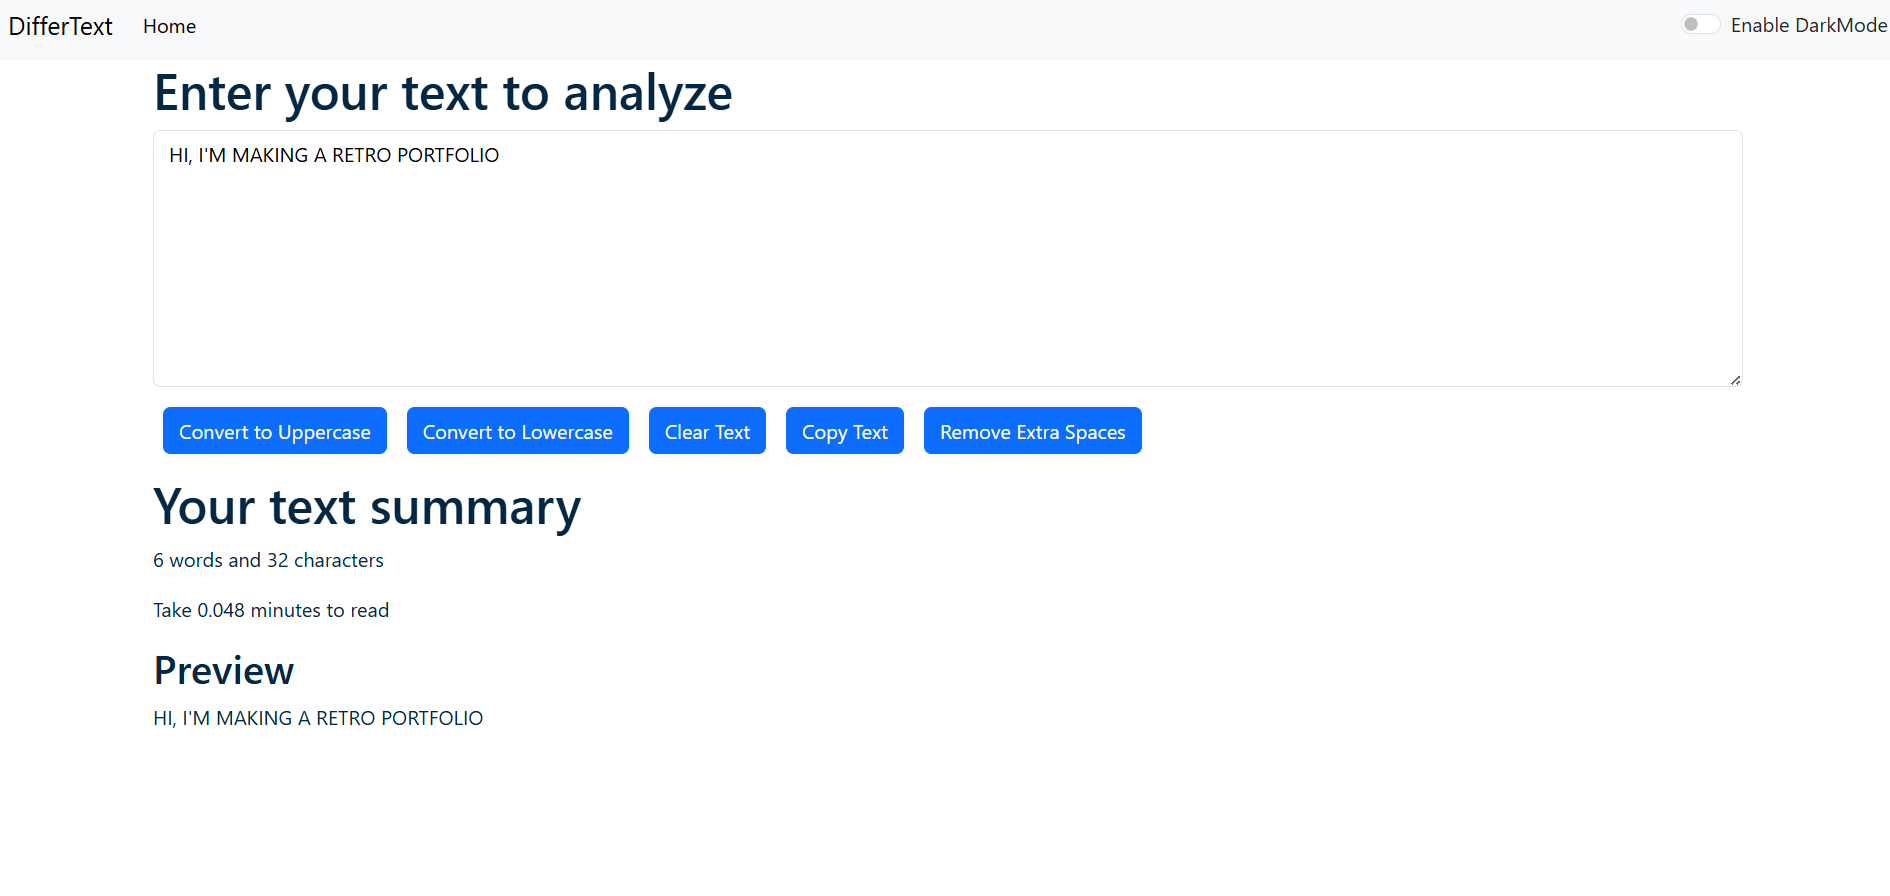 DifferText Home Enable DarkMode
Enter your text to analyze
HI, I'M MAKING A RETRO PORTFOLIO
Convert to Uppercase Convert to Lowercase Clear Text Copy Text Remove Extra Spaces
Your text summary
6 words and 32 characters
Take 0.048 minutes to read
Preview
HI, I'M MAKING A RETRO PORTFOLIO